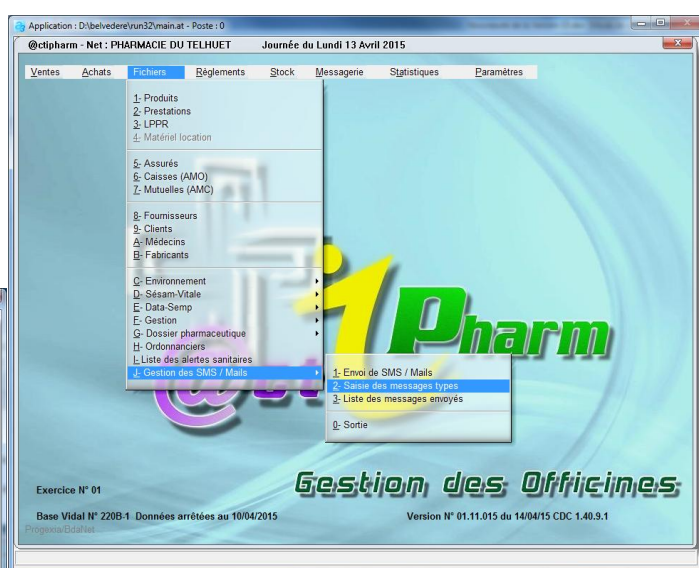 Application : D:\belvedere\run32\main.at - Poste : 0
@ctipharm - Net : PHARMACIE DU TELHUET Journée du Lundi 13 Avril 2015
Ventes Achats Fichiers Règlements Stock Messagerie Statistiques Paramètres
1- Produits
2- Prestations
3- LPPR
4- Matériel location
5- Assurés
6- Caisses (AMO)
7- Mutuelles (AMC)
8- Fournisseurs
9- Clients
A- Médecins
B- Fabricants
C- Environnement
D- Sésam-Vitale
E- Data-Semp
F- Gestion
G- Dossier pharmaceutique
H- Ordonnanciers
I- Liste des alertes sanitaires
J- Gestion des SMS / Mails
1- Envoi de SMS / Mails
2- Saisie des messages types
3- Liste des messages envoyés
0- Sortie
@cti Pharm
Gestion des Officines
Exercice N° 01
Base Vidal N° 220B-1 Données arrêtées au 10/04/2015 Version N° 01.11.015 du 14/04/15 CDC 1.40.9.1